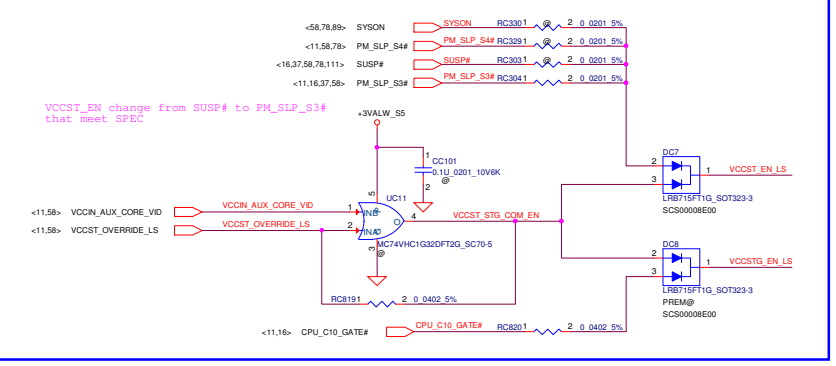 <58,78,89> SYSON SYSON RC330 1 @ 2 0_0201_5%
<11,58,78> PM_SLP_S4# PM_SLP_S4# RC329 1 @ 2 0_0201_5%
<16,37,58,78,111> SUSP# SUSP# RC303 1 @ 2 0_0201_5%
<11,16,37,58> PM_SLP_S3# PM_SLP_S3# RC304 1 2 0_0201_5%
VCCST_EN change from SUSP# to PM_SLP_S3#
that meet SPEC
+3VALW_S5
1 CC101
0.1U_0201_10V6K
@
2
DC7
2
3
1 VCCST_EN_LS
LRB715FT1G_SOT323-3
SCS00008E00
5 UC11
<11,58> VCCIN_AUX_CORE_VID VCCIN_AUX_CORE_VID 1 INB P
<11,58> VCCST_OVERRIDE_LS VCCST_OVERRIDE_LS 2 INA G
O 4 VCCST_STG_COM_EN
3 MC74VHC1G32DFT2G_SC70-5
@
DC8
2
3
1 VCCSTG_EN_LS
LRB715FT1G_SOT323-3
PREM@
SCS00008E00
RC819 1 2 0_0402_5%
<11,16> CPU_C10_GATE# CPU_C10_GATE# RC820 1 2 0_0402_5%